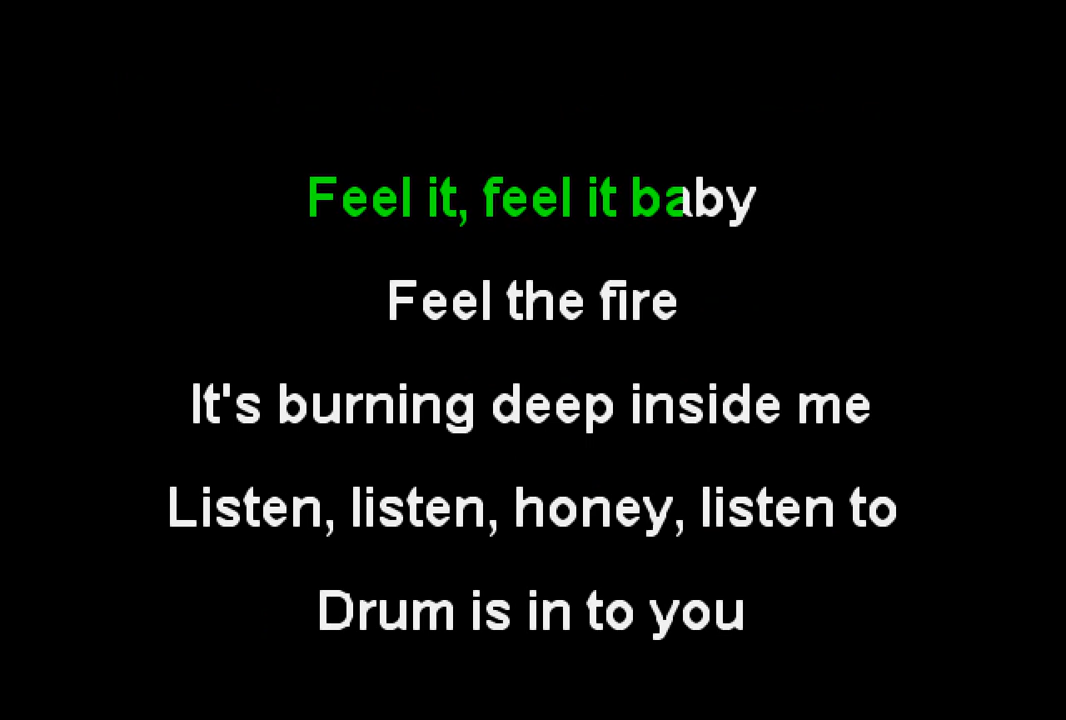 Feel it, feel it baby
Feel the fire
It's burning deep inside me
Listen, listen, honey, listen to
Drum is in to you